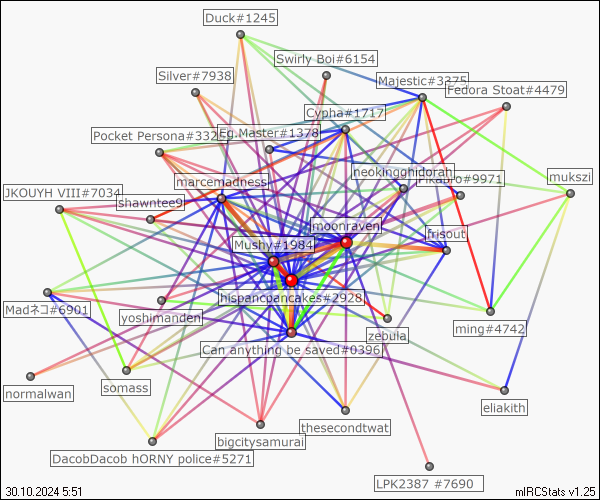 Duck#1245
Swirly Boi#6154
Silver#7938
Majestic#3375
Fedora Stoat#4479
Cypha#1717
Pocket Persona#332
Eg.Master#1378
neokingghidorah
#9971
mukszi
marcemadness
JKOUYH VIII#7034
shawntee9
moonraven
frisout
Mushy#1984
hispancpancakes#2928
Madネコ#6901
yoshimanden
ming#4742
zebula
Can anything be saved#0396
normalwan
somass
eliakith
thesecondtwat
bigcitysamurai
DacobDacob hORNY police#5271
LPK2387 #7690
30.10.2024 5:51
mIRCStats v1.25